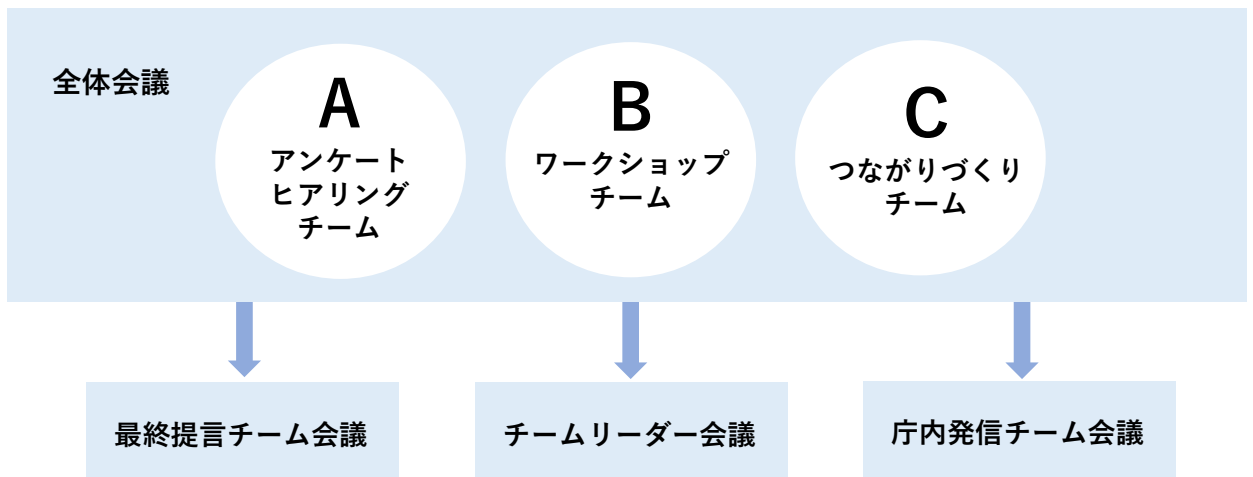 全体会議
A
アンケート
ヒアリング
チーム
B
ワークショップ
チーム
C
つながりづくり
チーム
最終提言チーム会議
チームリーダー会議
庁内発信チーム会議